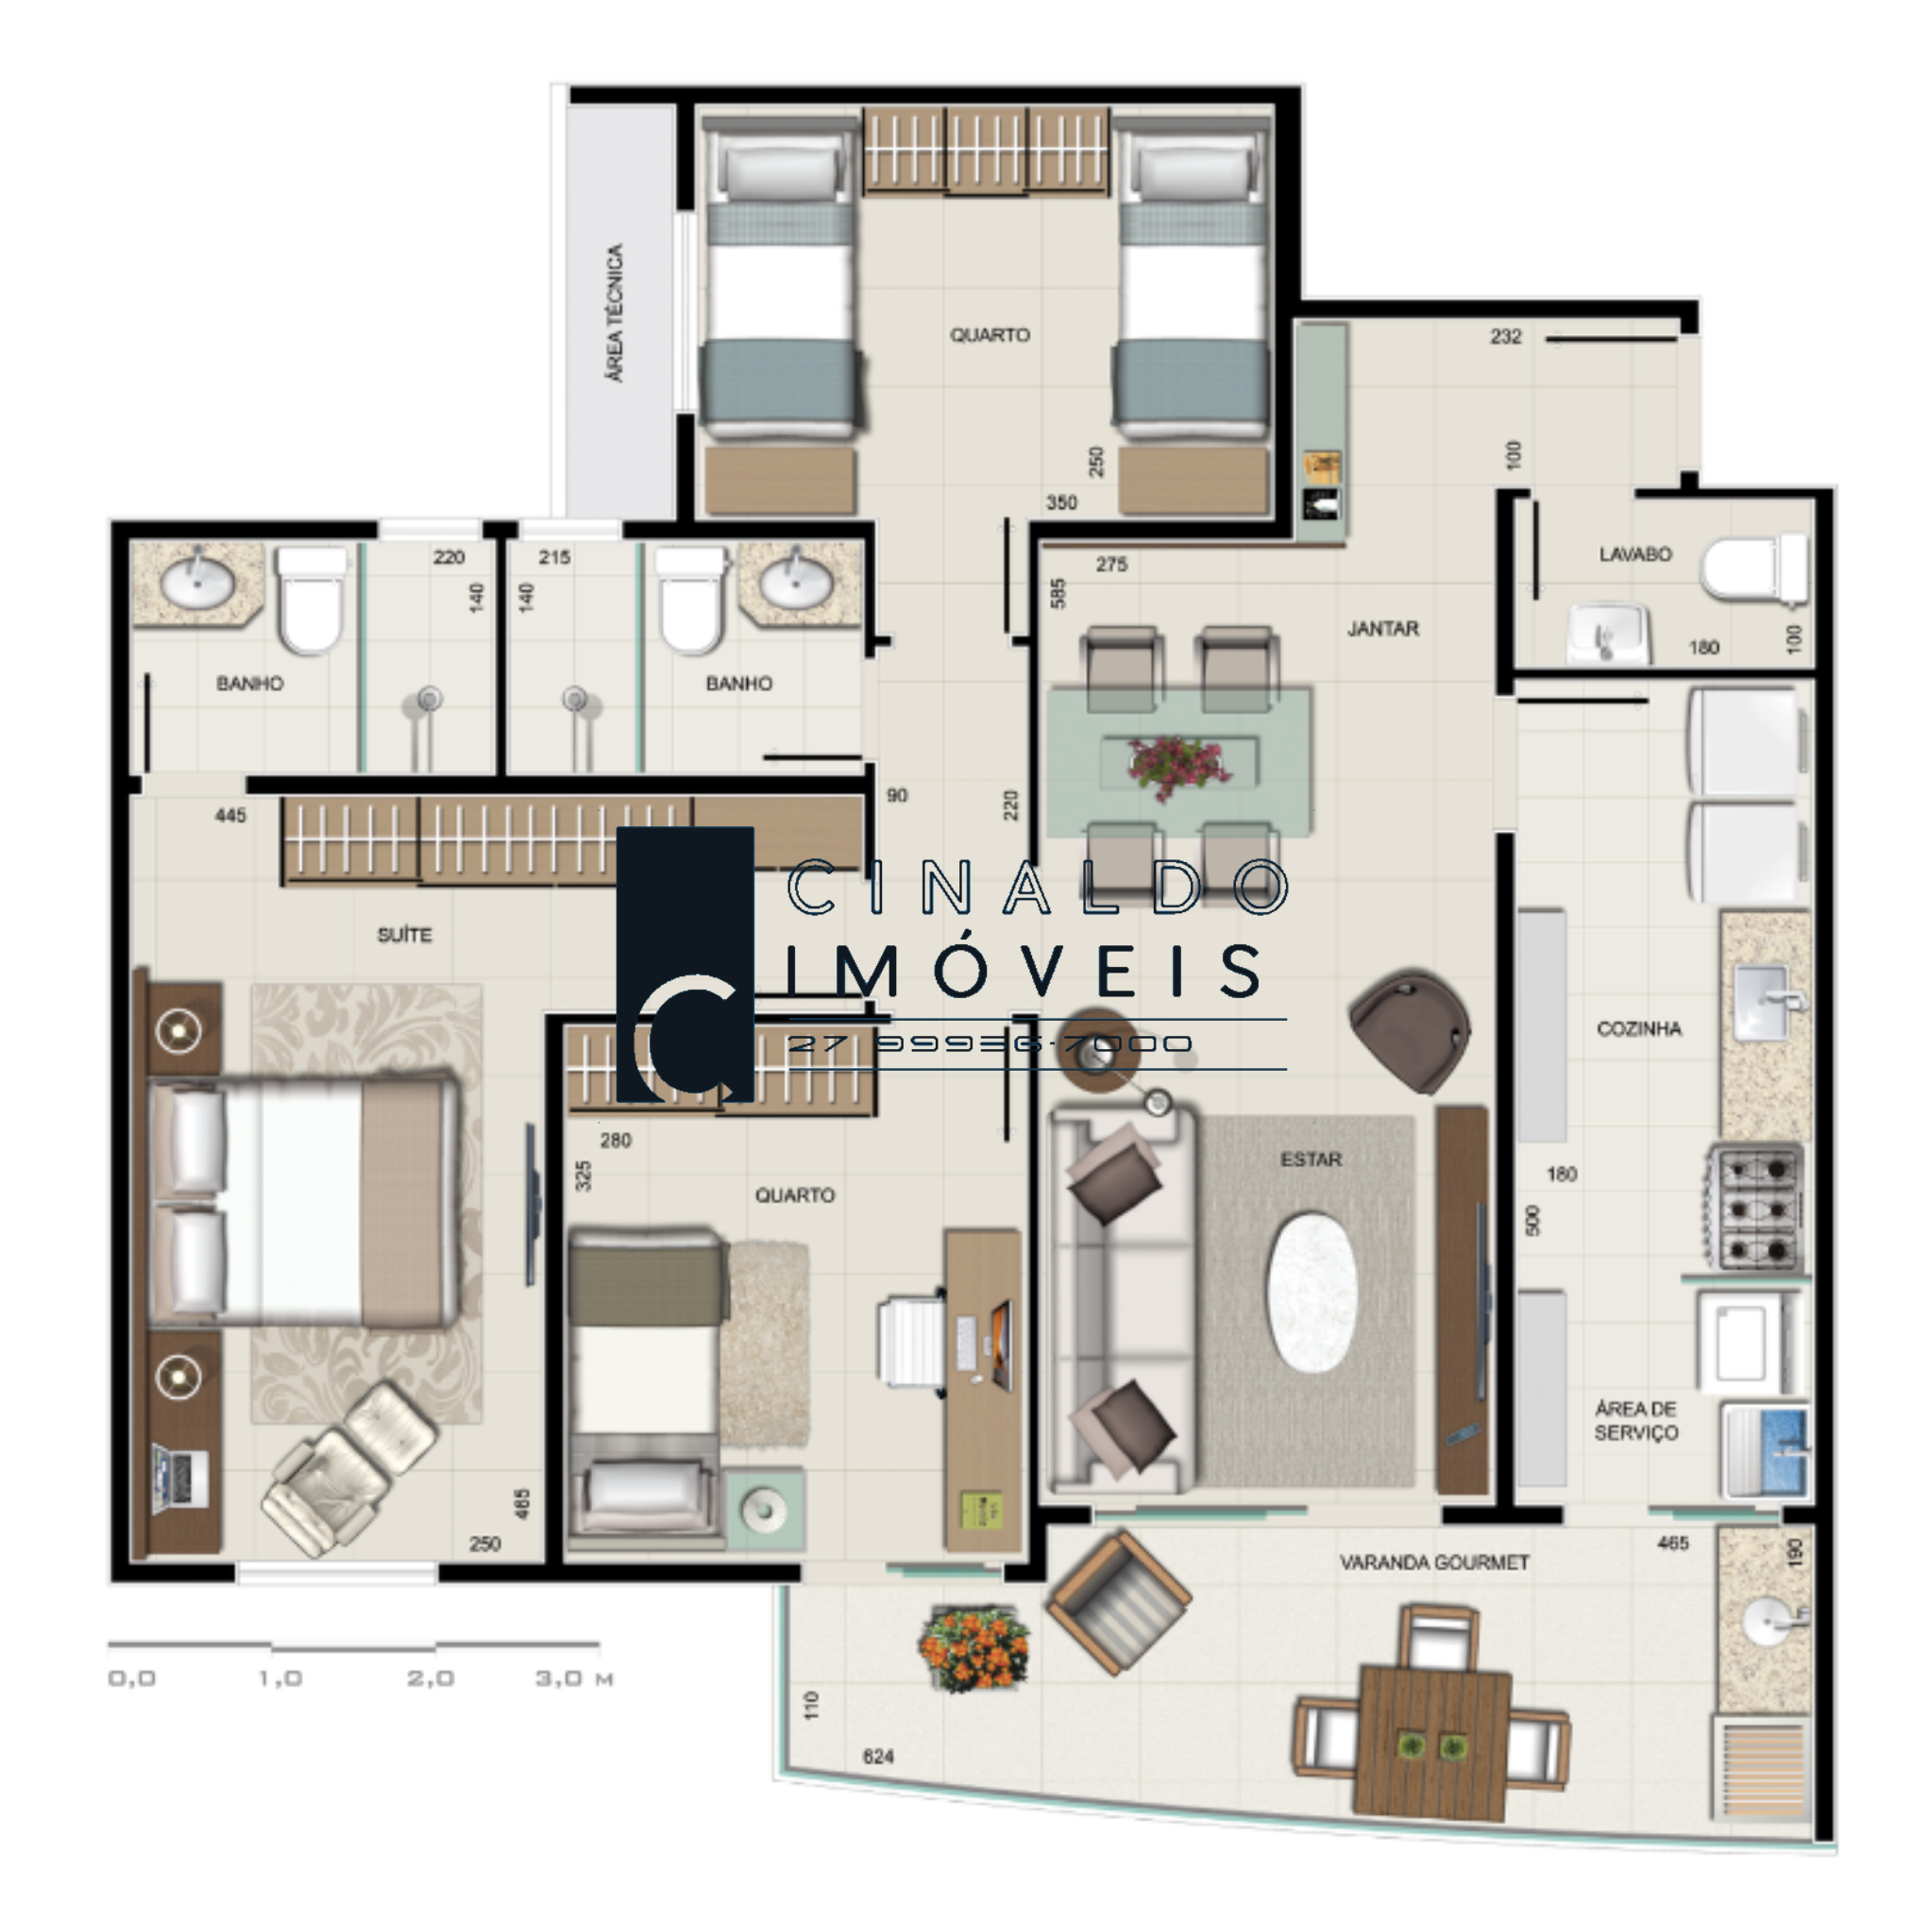 ÁREA TÉCNICA
QUARTO
250
350
232
100
LAVABO
180
100
220
140
215
140
BANHO
BANHO
275
585
JANTAR
445
90
220
SUÍTE
CINALDO
IMÓVEIS
27 99936-7000
COZINHA
280
325
QUARTO
ESTAR
180
500
ÁREA DE
SERVIÇO
465
250
VARANDA GOURMET
465
190
110
624
0,0 1,0 2,0 3,0 M